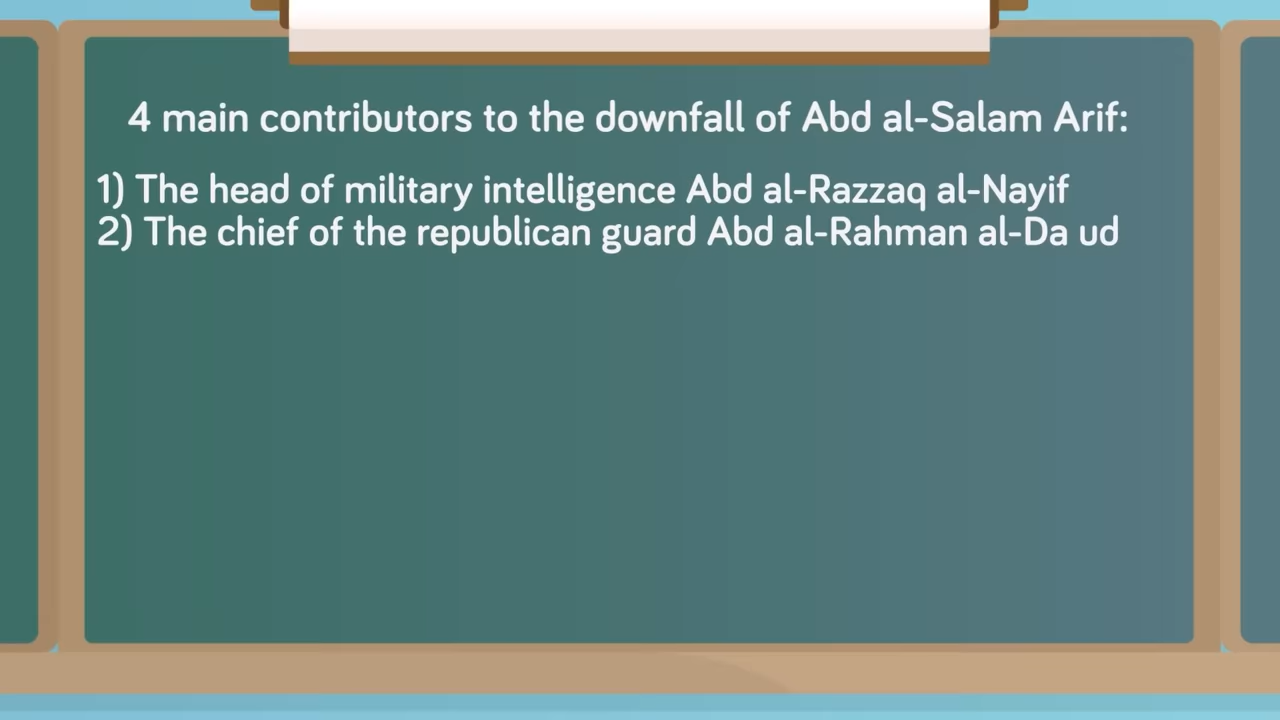 4 main contributors to the downfall of Abd al-Salam Arif:
1) The head of military intelligence Abd al-Razzaq al-Nayif
2) The chief of the republican guard Abd al-Rahman al-Da ud